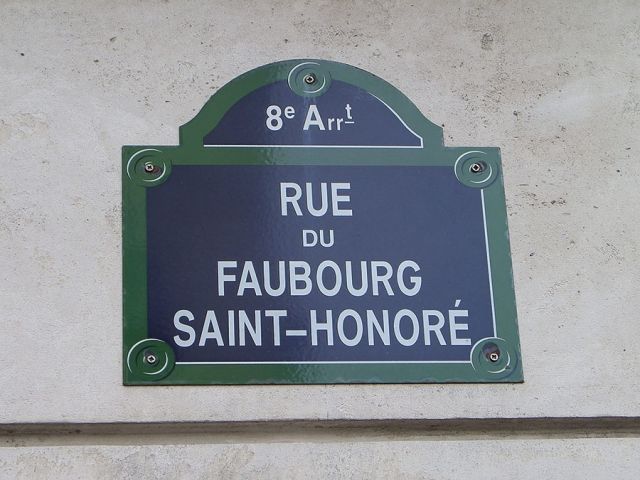 8e Arrt
RUE
DU
FAUBOURG
SAINT-HONORÉ